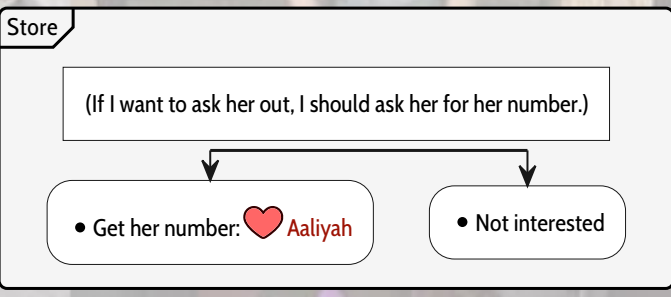 Store
(If I want to ask her out, I should ask her for her number.)
• Get her number: ❤ Aaliyah
• Not interested